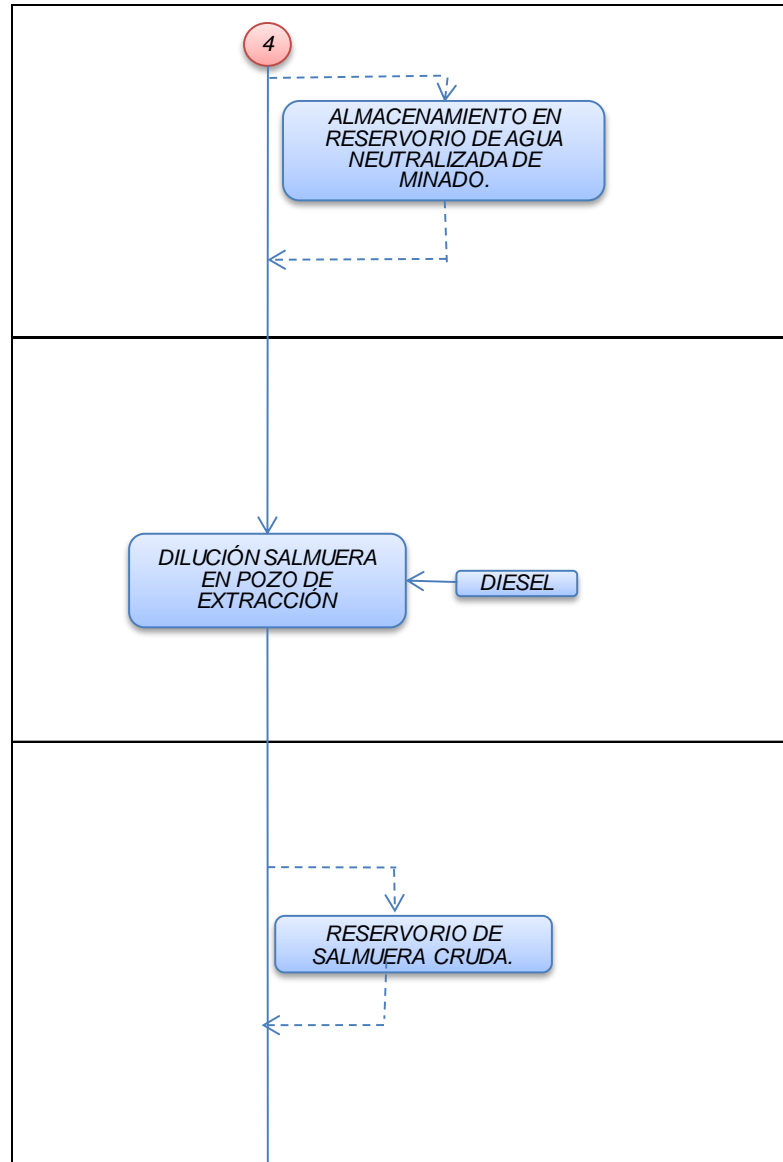 4
ALMACENAMIENTO EN
RESERVORIO DE AGUA
NEUTRALIZADA DE
MINADO.
DILUCIÓN SALMUERA
EN POZO DE
EXTRACCIÓN
DIESEL
RESERVORIO DE
SALMUERA CRUDA.